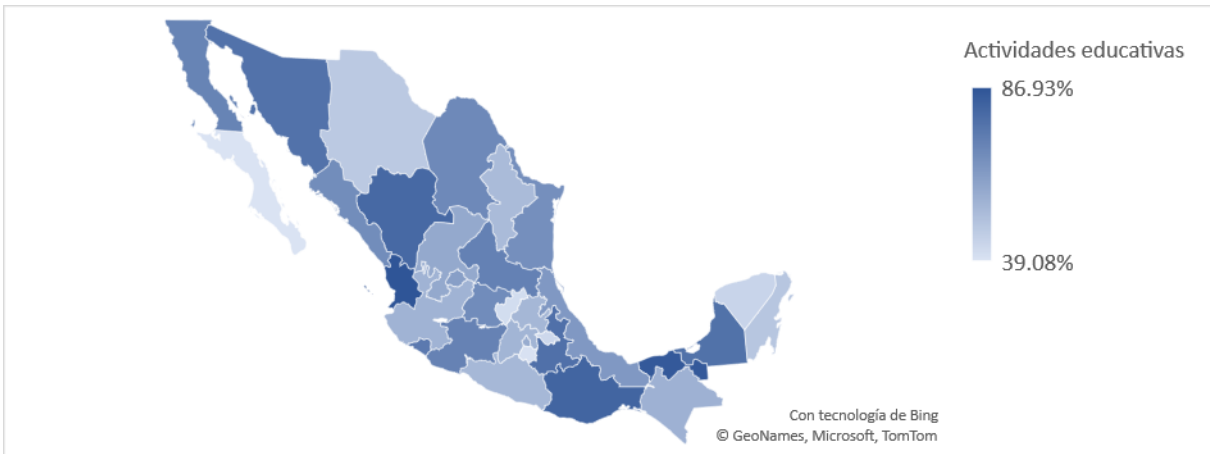 Actividades educativas
86.93%
39.08%
Con tecnología de Bing
© GeoNames, Microsoft, TomTom